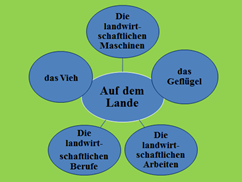 Die
landwirt-
schaftlichen
Maschinen
das Vieh
das
Geflügel
Auf dem
Lande
Die
landwirt-
schaftlichen
Berufe
Die
landwirt-
schaftlichen
Arbeiten